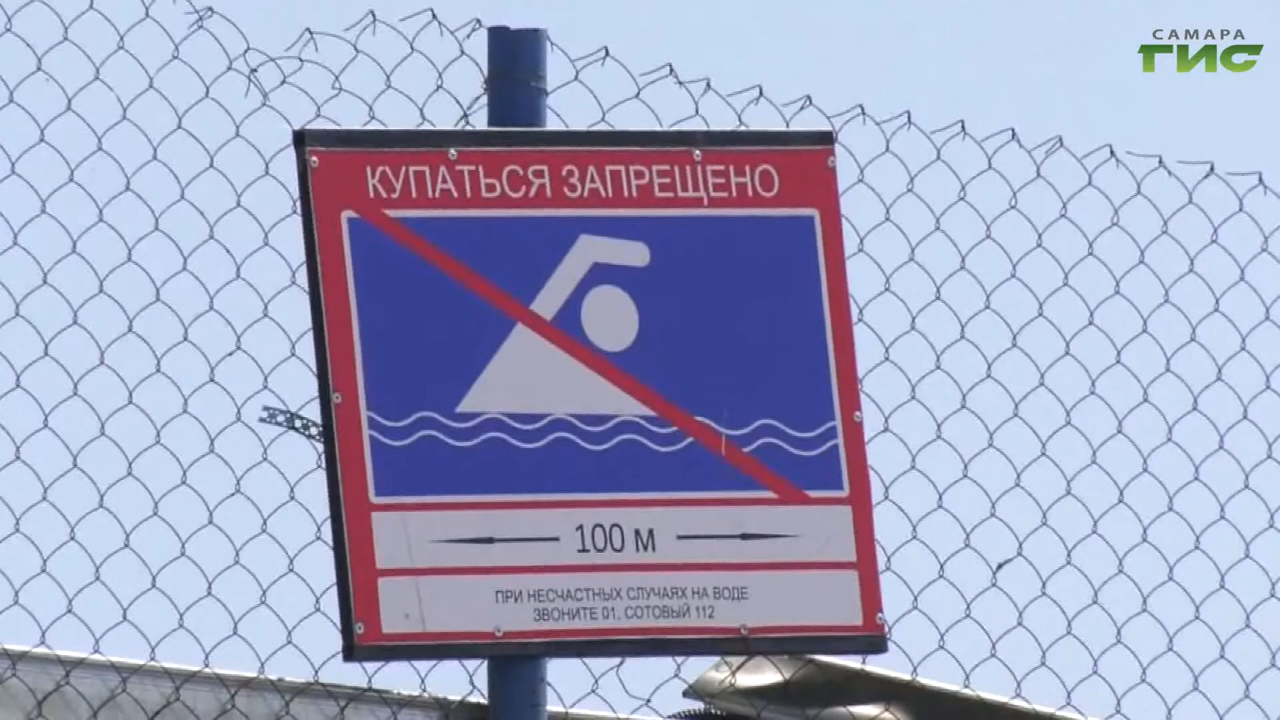 САМАРА
ГИС
КУПАТЬСЯ ЗАПРЕЩЕНО
100 м
ПРИ НЕСЧАСТНЫХ СЛУЧАЯХ НА ВОДЕ
ЗВОНИТЕ 01, СОТОВЫЙ 112